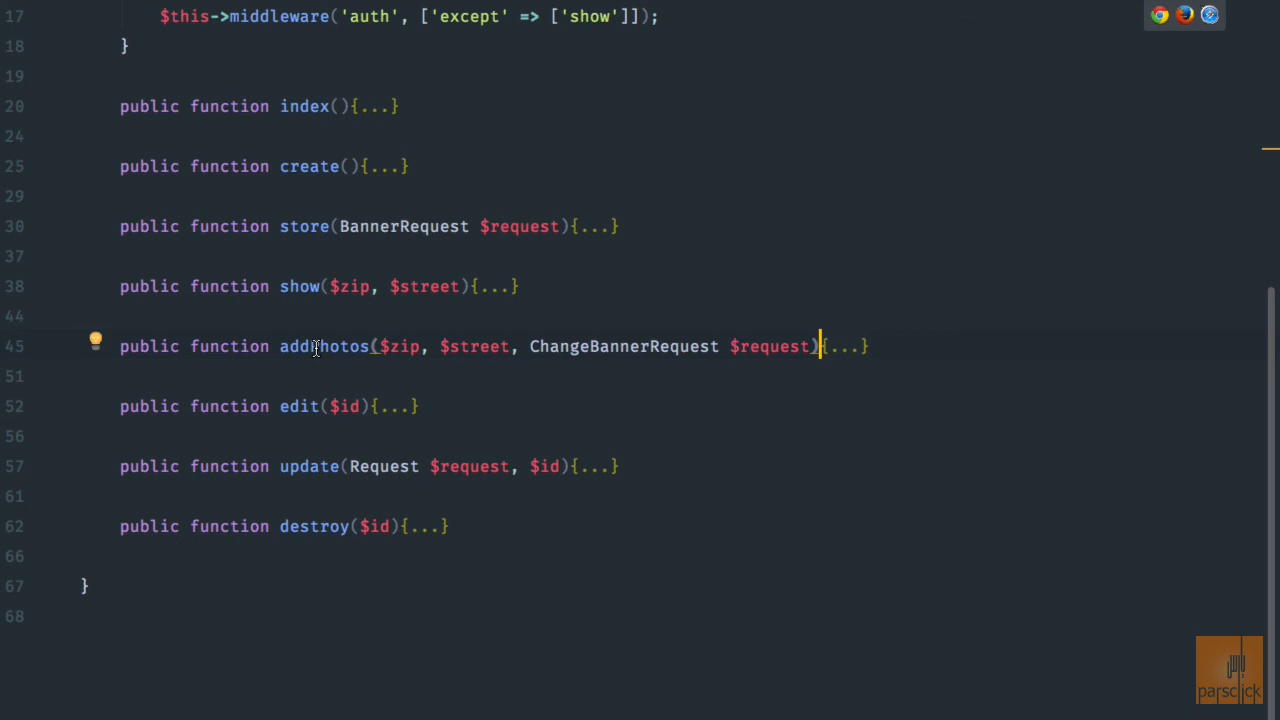 17 $this->middleware('auth', ['except' => ['show']]);
18 }
19
20 public function index(){...}
24
25 public function create(){...}
29
30 public function store(BannerRequest $request){...}
37
38 public function show($zip, $street){...}
44
45 public function addPhotos($zip, $street, ChangeBannerRequest $request){...}
51
52 public function edit($id){...}
56
57 public function update(Request $request, $id){...}
61
62 public function destroy($id){...}
66
67 }
68
parsclick